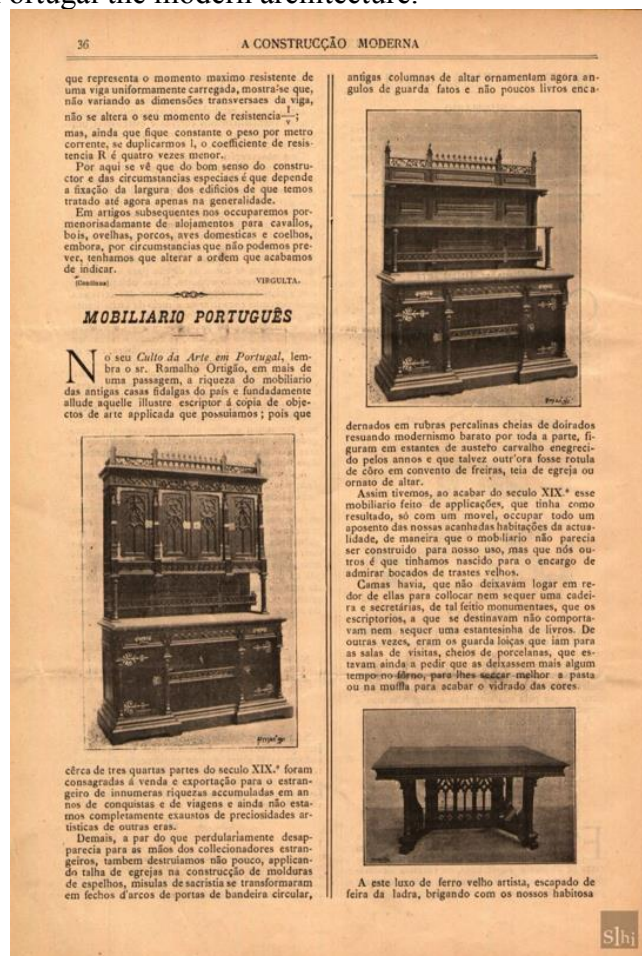 Portugal the modern architecture.
36
A CONSTRUCÇÃO MODERNA
que representa o momento maximo resistente de
uma viga uniformemente carregada, mostra-se que,
não variando as dimensões transversaes da viga,
não se altera o seu momento de resistencia I/v;
mas, ainda que fique constante o peso por metro
corrente, se duplicarmos l, o coefficiente de resis-
tencia R é quatro vezes menor.
Por aqui se vê que do bom senso do constru-
ctor e das circumstancias especiaes é que depende
a fixação da largura dos edificios de que temos
tratado até agora apenas na generalidade.
Em artigos subsequentes nos occuparemos por-
menorisadamante de alojamentos para cavallos,
bois, ovelhas, porcos, aves domesticas e coelhos,
embora, por circumstancias que não podemos pre-
ver, tenhamos que alterar a ordem que acabamos
de indicar.
(Continua)
VIRGULTA.
MOBILIARIO PORTUGUÊS
No seu Culto da Arte em Portugal, lem-
bra o sr. Ramalho Ortigão, em mais de
uma passagem, a riqueza do mobiliario
das antigas casas fidalgas do país e fundadamente
allude aquelle illustre escriptor á copia de obje-
ctos de arte applicada que possuiamos; pois que
cêrca de tres quartas partes do seculo XIX.º foram
consagradas á venda e exportação para o estran-
geiro de innumeras riquezas accumuladas em an
nos de conquistas e de viagens e ainda não esta-
mos completamente exaustos de preciosidades ar-
tisticas de outras eras.
Demais, a par do que perdulariamente desap-
parecia para as mãos dos colleccionadores estran-
geiros, tambem destruiamos não pouco, applican-
do talha de egrejas na construcção de molduras
de espelhos, misulas de sacristia se transformaram
em fechos d'arcos de portas de bandeira circular,
antigas columnas de altar ornamentam agora an-
gulos de guarda fatos e não poucos livros enca-
dernados em rubras percalinas cheias de doirados
resuando modernismo barato por toda a parte, fi-
guram em estantes de austero carvalho enegreci-
do pelos annos e que talvez outr'ora fosse rotula
de côro em convento de freiras, teia de egreja ou
ornato de altar.
Assim tivemos, ao acabar do seculo XIX.º esse
mobiliario feito de applicações, que tinha como
resultado, só com um movel, occupar todo um
aposento das nossas acanhadas habitações da actua-
lidade, de maneira que o mobiliario não parecia
ser construido para nosso uso, mas que nós ou-
tros é que tinhamos nascido para o encargo de
admirar bocados de trastes velhos.
Camas havia, que não deixavam logar em re-
dor de ellas para collocar nem sequer uma cadei-
ra e secretárias, de tal feitio monumentaes, que os
escriptorios, a que se destinavam não comporta-
vam nem sequer uma estantesinha de livros. De
outras vezes, eram os guarda loiças que iam para
as salas de visitas, cheios de porcelanas, que es-
tavam ainda a pedir que as deixassem mais algum
tempo no forno, para lhes seccar melhor a pasta
ou na muffla para acabar o vidrado das cores.
A este luxo de ferro velho artista, escapado de
feira da ladra, brigando com os nossos habitosa
S|hi